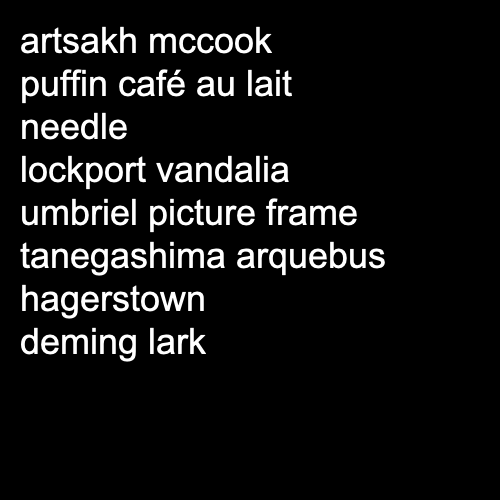 artsakh mccook
puffin café au lait
needle
lockport vandalia
umbriel picture frame
tanegashima arquebus
hagerstown
deming lark